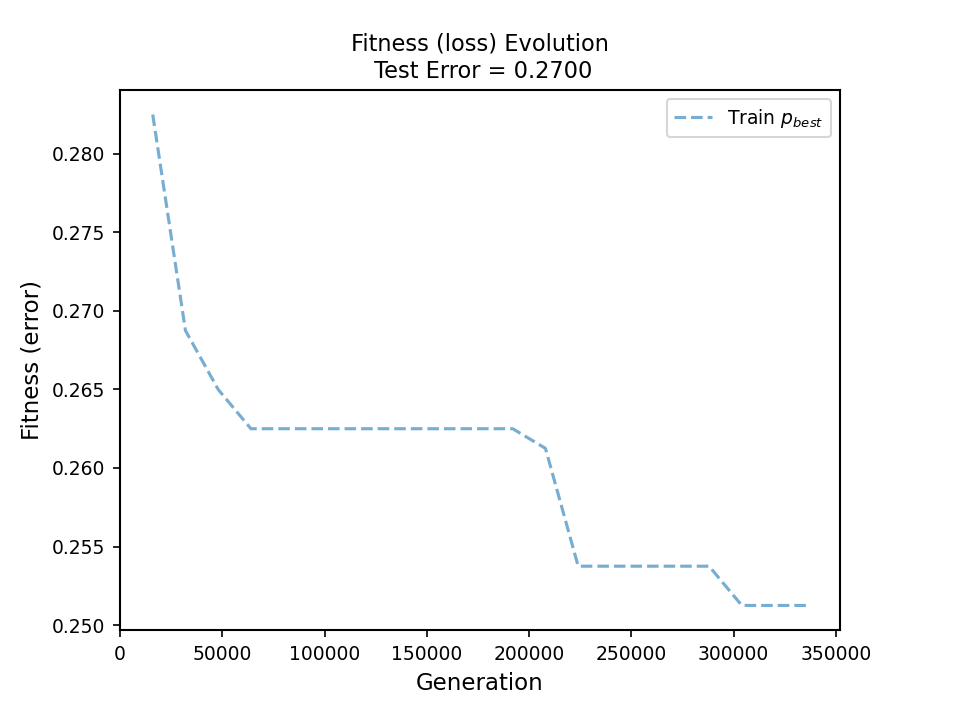 Fitness (loss) Evolution
Test Error = 0.2700
Train p_best
Fitness (error)
0.280
0.275
0.270
0.265
0.260
0.255
0.250
0 50000 100000 150000 200000 250000 300000 350000
Generation